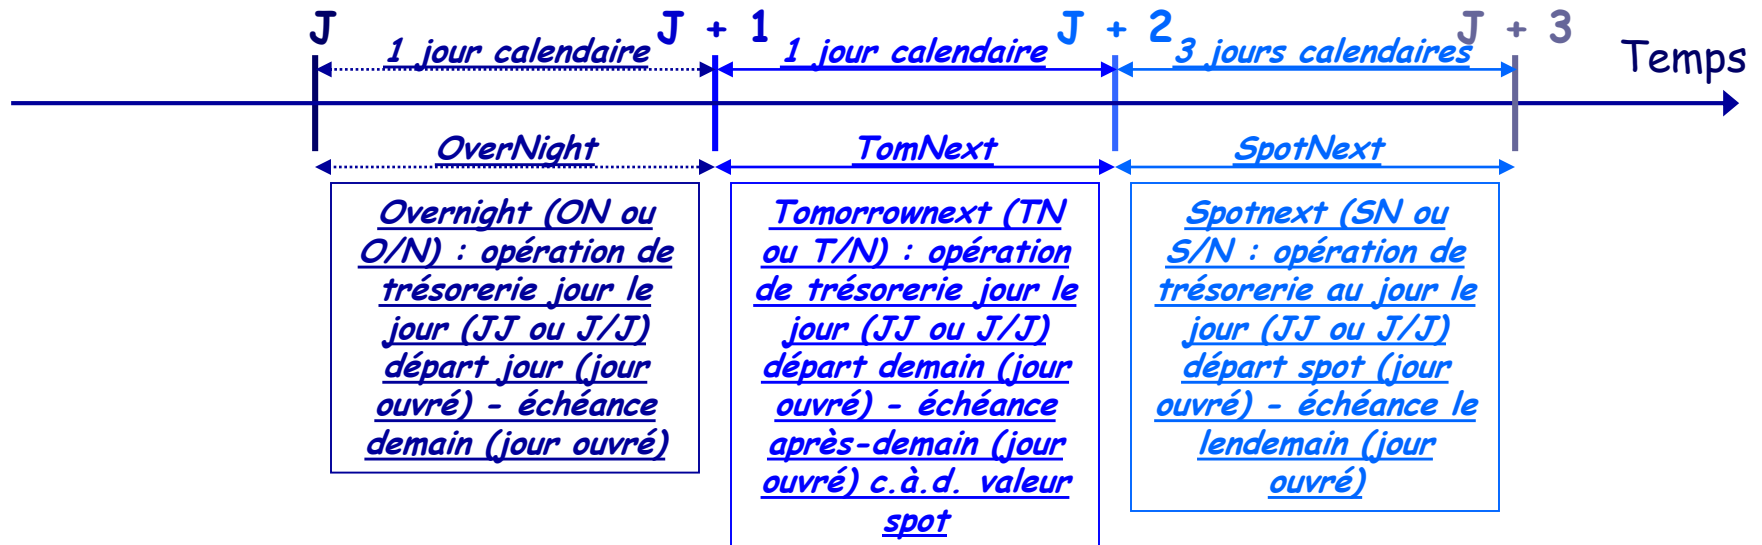 J
J + 1
J + 2
J + 3
1 jour calendaire
1 jour calendaire
3 jours calendaires
Temps
OverNight
TomNext
SpotNext
Overnight (ON ou
O/N) : opération de
trésorerie jour le
jour (JJ ou J/J)
départ jour (jour
ouvré) - échéance
demain (jour ouvré)
Tomorrownext (TN
ou T/N) : opération
de trésorerie jour le
jour (JJ ou J/J)
départ demain (jour
ouvré) - échéance
après-demain (jour
ouvré) c.à.d. valeur
spot
Spotnext (SN ou
S/N : opération de
trésorerie au jour le
jour (JJ ou J/J)
départ spot (jour
ouvré) - échéance le
lendemain (jour
ouvré)